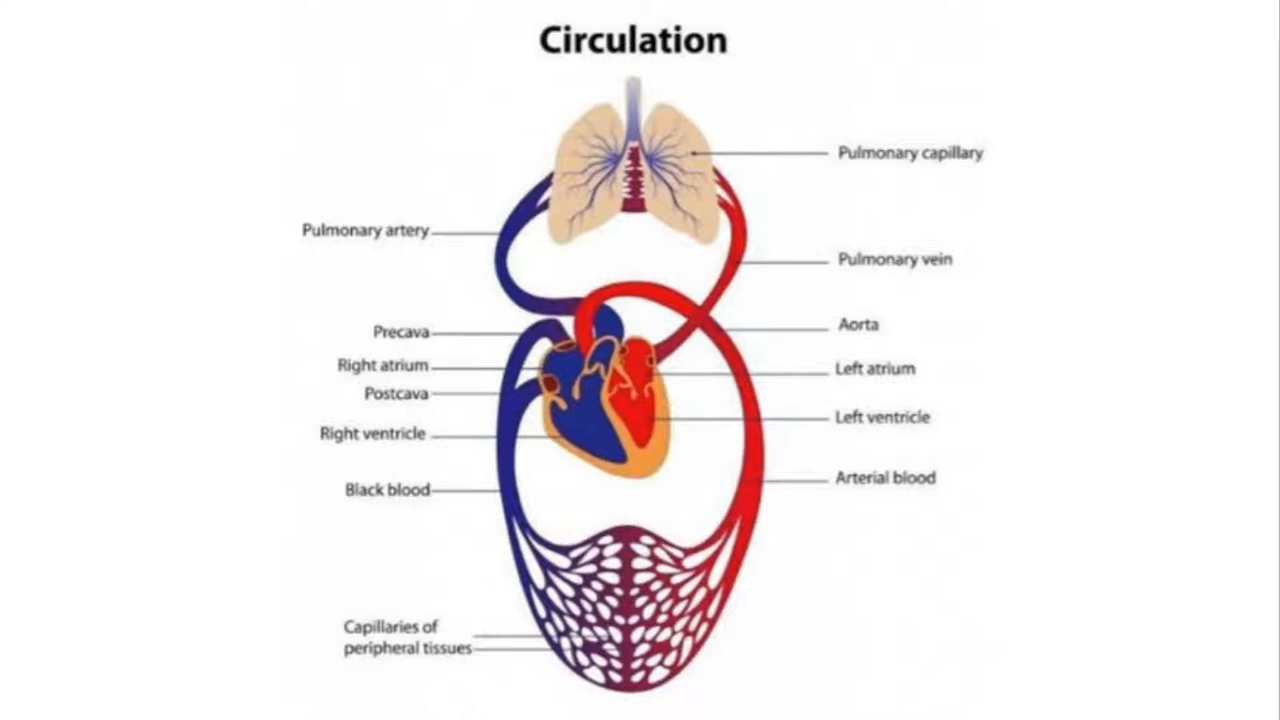 Circulation
Pulmonary capillary
Pulmonary artery
Pulmonary vein
Aorta
Precava
Right atrium
Left atrium
Postcava
Left ventricle
Right ventricle
Arterial blood
Black blood
Capillaries of
peripheral tissues